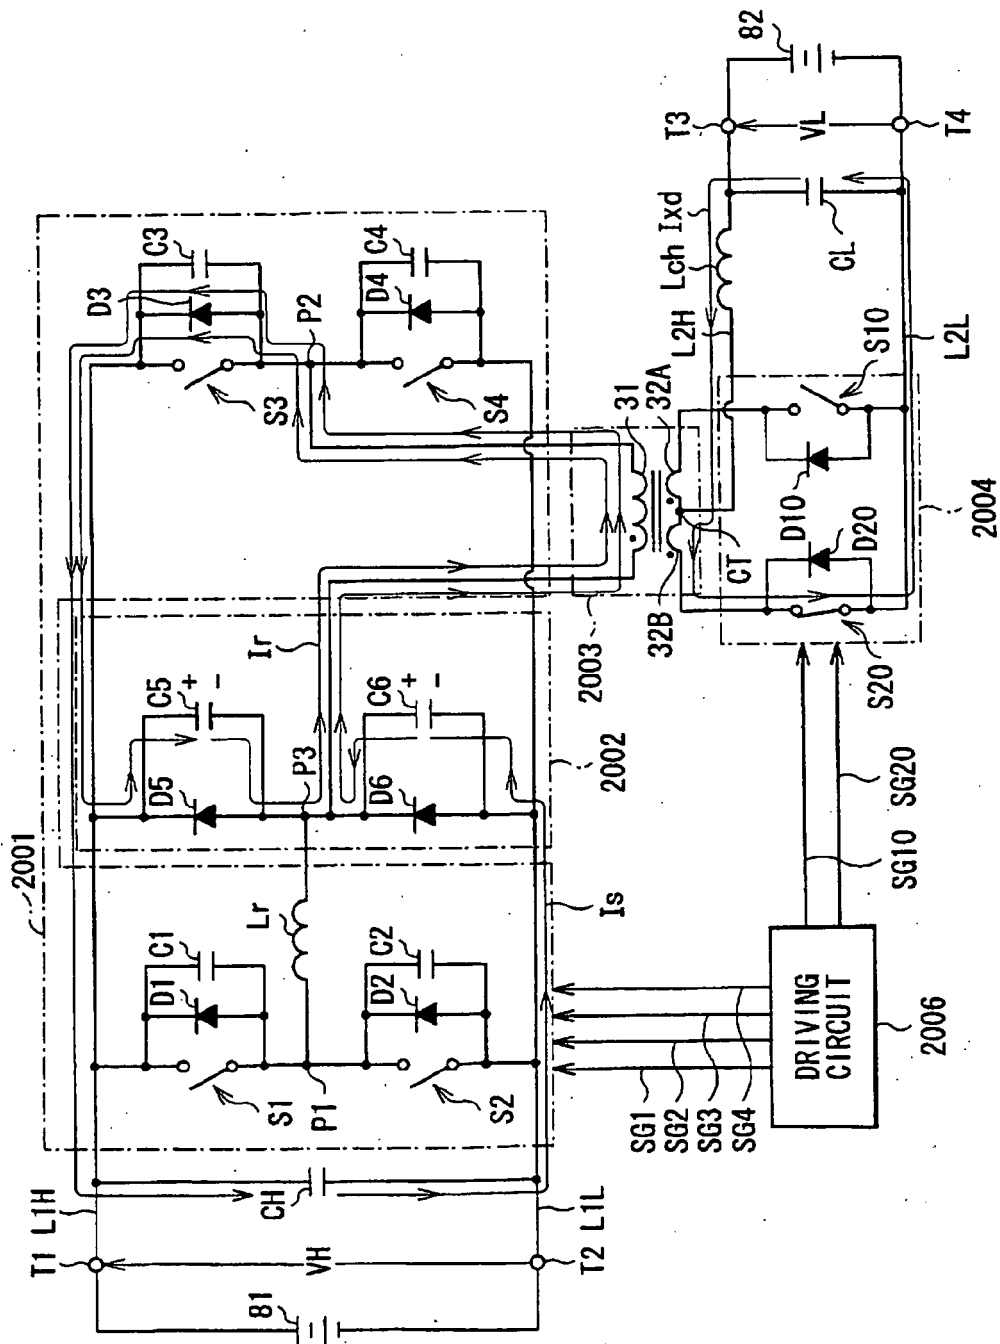 2001
T1
L1H
VH
81
CH
T2
L1L
S1
D1
C1
P1
Lr
S2
D2
C2
Is
D5
C5
+
-
P3
D6
C6
+
-
2002
Ir
D3
C3
S3
P2
D4
C4
S4
2003
31
32A
32B
CT
L2H
Lch
Ixd
CL
T3
T4
VL
82
S10
L2L
D10
D20
S20
2004
SG1
SG2
SG3
SG4
DRIVING
CIRCUIT
2006
SG10
SG20